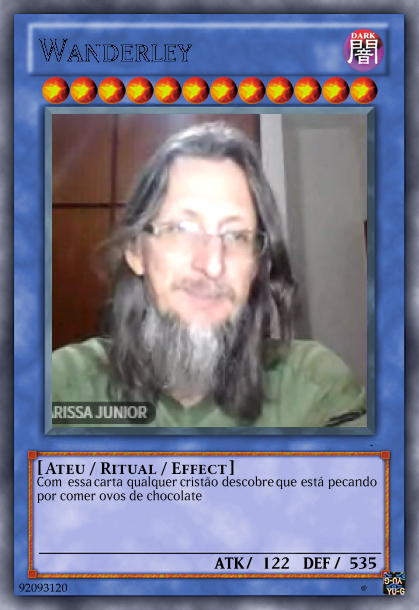 WANDERLEY
DARK
闇
ARISSA JUNIOR
[ATEU / RITUAL / EFFECT]
Com essa carta qualquer cristão descobre que está pecando
por comer ovos de chocolate
ATK/ 122 DEF/ 535
92093120